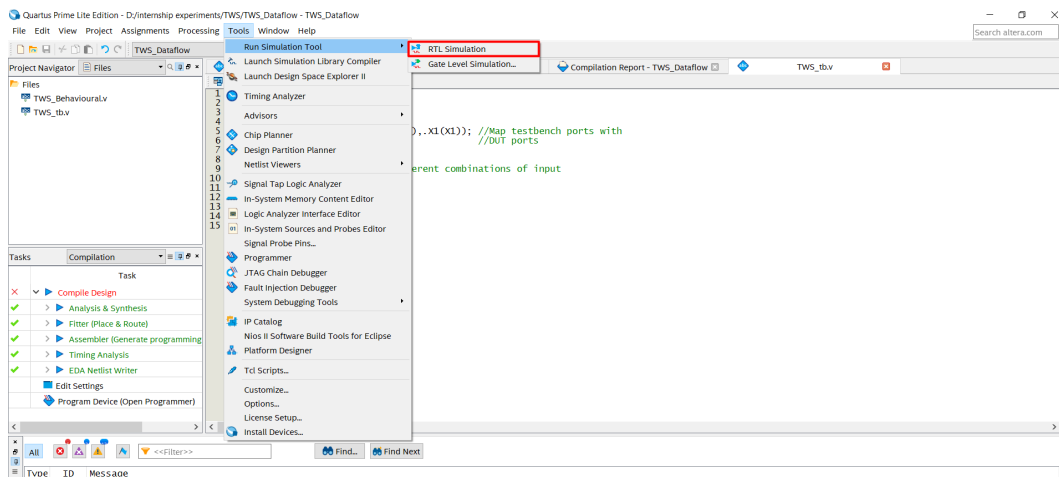 Quartus Prime Lite Edition - D:/internship experiments/TWS/TWS_Dataflow - TWS_Dataflow
File Edit View Project Assignments Processing Tools Window Help
Search altera.com
TWS_Dataflow
Run Simulation Tool
RTL Simulation
Gate Level Simulation...
Launch Simulation Library Compiler
Launch Design Space Explorer II
Timing Analyzer
Advisors
Chip Planner
Design Partition Planner
Netlist Viewers
Signal Tap Logic Analyzer
In-System Memory Content Editor
Logic Analyzer Interface Editor
In-System Sources and Probes Editor
Signal Probe Pins...
Programmer
JTAG Chain Debugger
Fault Injection Debugger
System Debugging Tools
IP Catalog
Nios II Software Build Tools for Eclipse
Platform Designer
Tcl Scripts...
Customize...
Options...
License Setup...
Install Devices...
Project Navigator Files
Files
TWS_Behavioural.v
TWS_tb.v
Compilation Report - TWS_Dataflow
TWS_tb.v
1
2
3
4
5 ),.X1(X1)); //Map testbench ports with
6 //DUT ports
7
8
9 erent combinations of input
10
11
12
13
14
15
Tasks Compilation
Task
Compile Design
Analysis & Synthesis
Fitter (Place & Route)
Assembler (Generate programming
Timing Analysis
EDA Netlist Writer
Edit Settings
Program Device (Open Programmer)
All <<Filter>> Find... Find Next
Type ID Message